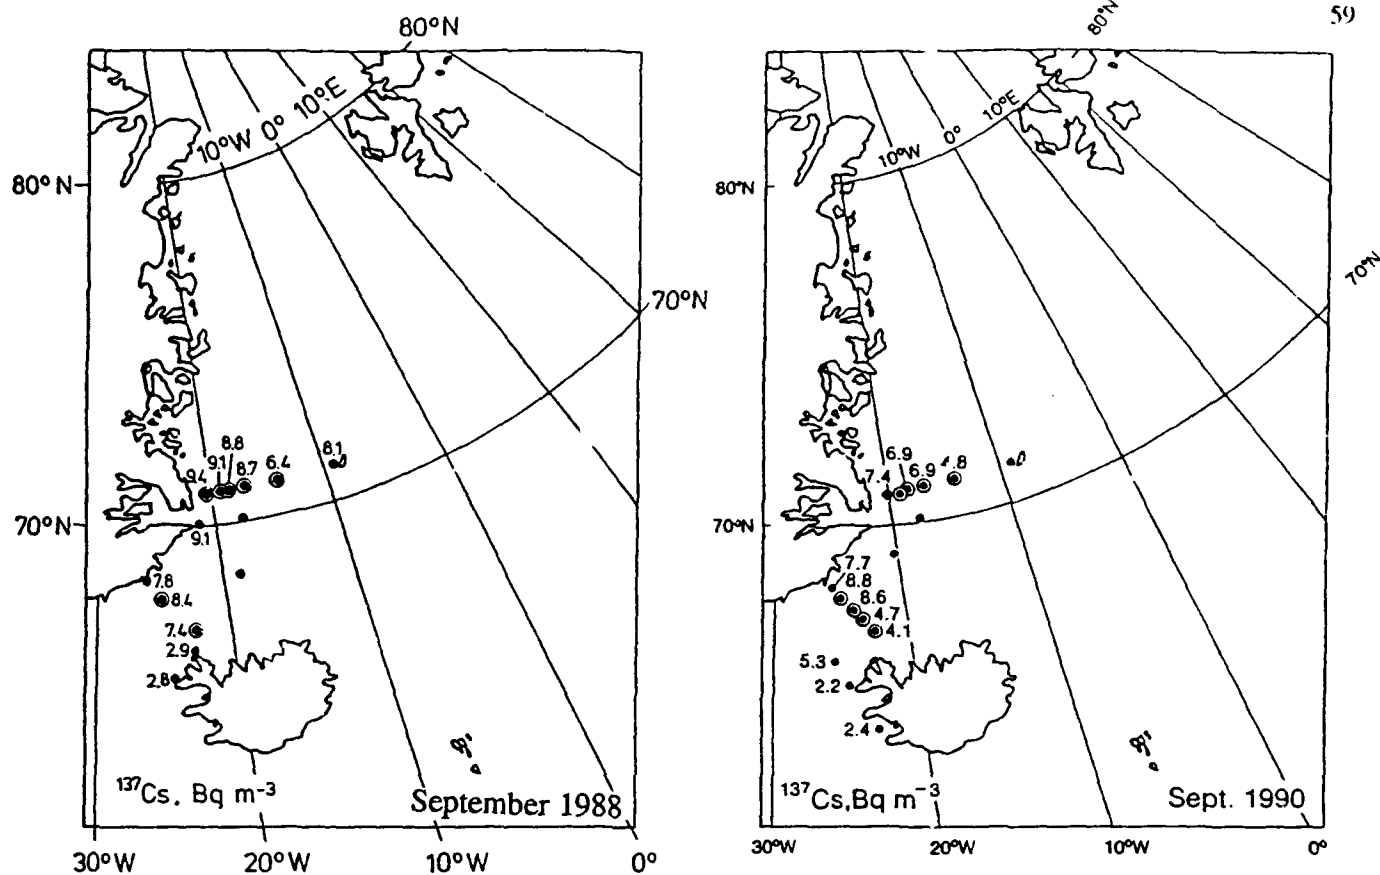 80°N
80°N
59
10°W 0° 10°E
10°W 0° 10°E
80°N
80°N
70°N
70°N
8.8
9.4 9.1 8.7 6.4 8.1
6.9
7.4 6.9
70°N
9.1
70°N
7.8
8.4
7.4
2.9
2.8
7.7
8.8
8.6
4.7
4.1
5.3
2.2
2.4
137Cs, Bq m-3
September 1988
137Cs,Bq m-3
Sept. 1990
30°W 20°W 10°W 0°
30°W 20°W 10°W 0°